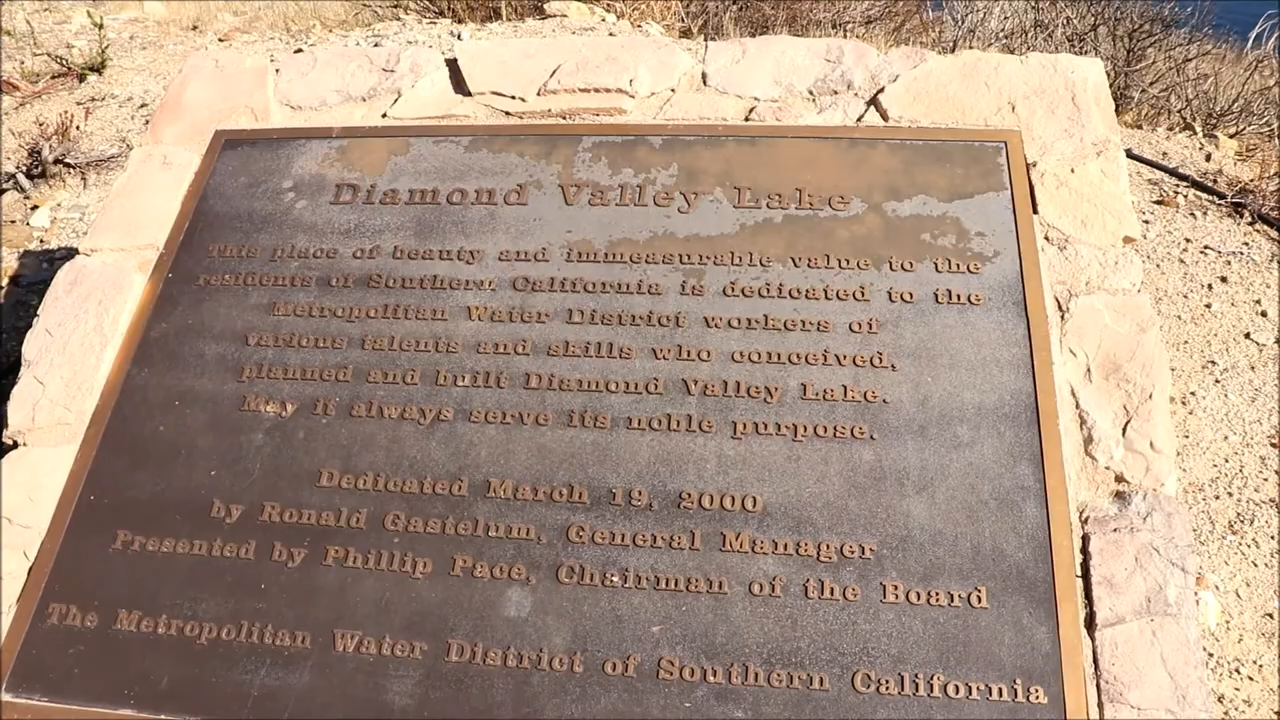 Diamond Valley Lake
This place of beauty and immeasurable value to the
residents of Southern California is dedicated to the
Metropolitan Water District workers of
various talents and skills who conceived,
planned and built Diamond Valley Lake.
May it always serve its noble purpose.
Dedicated March 19, 2000
by Ronald Gastelum, General Manager
Presented by Phillip Pace, Chairman of the Board
The Metropolitan Water District of Southern California